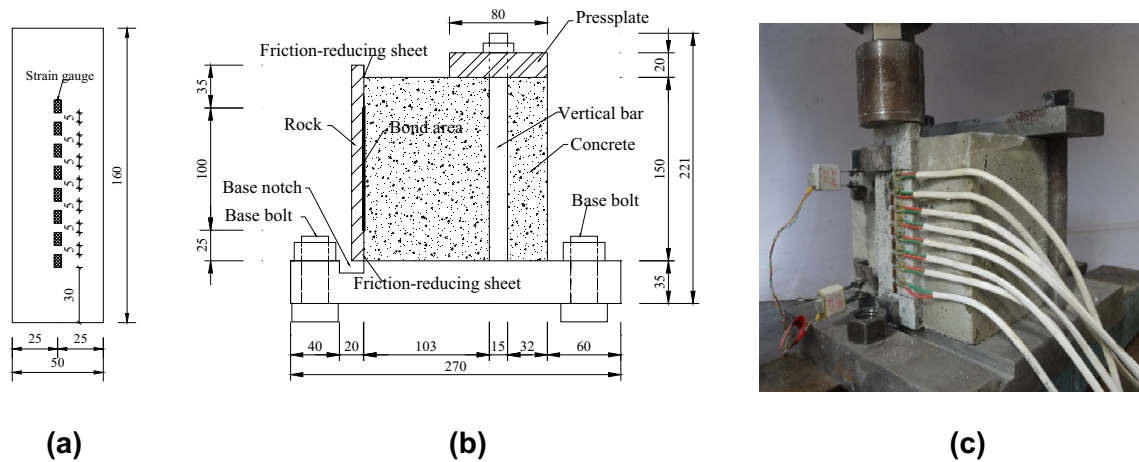 Strain gauge
5
5
5
5
5
5
5
30
160
25
25
50
(a)
80
Friction-reducing sheet
Pressplate
20
35
Rock
Bond area
Vertical bar
Concrete
100
150
221
Base notch
Base bolt
Base bolt
25
Friction-reducing sheet
35
40
20
103
15
32
60
270
(b)
(c)